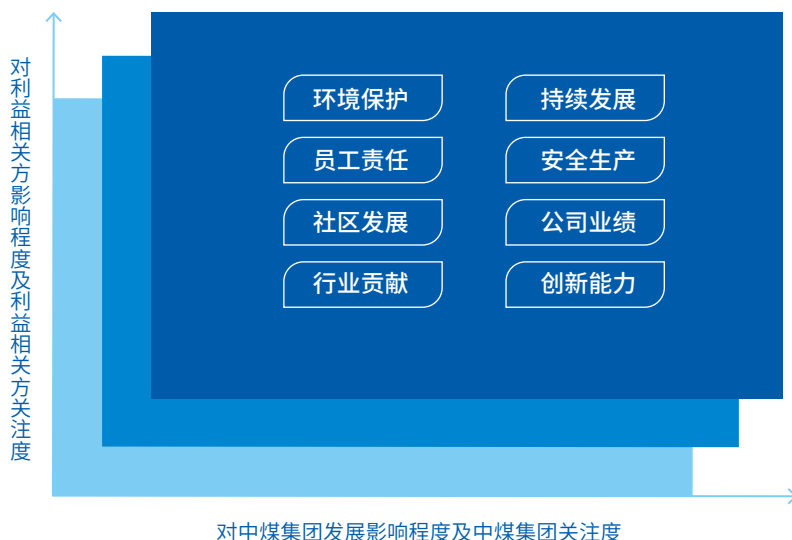 对利益相关方影响程度及利益相关方关注度
环境保护
持续发展
员工责任
安全生产
社区发展
公司业绩
行业贡献
创新能力
对中煤集团发展影响程度及中煤集团关注度